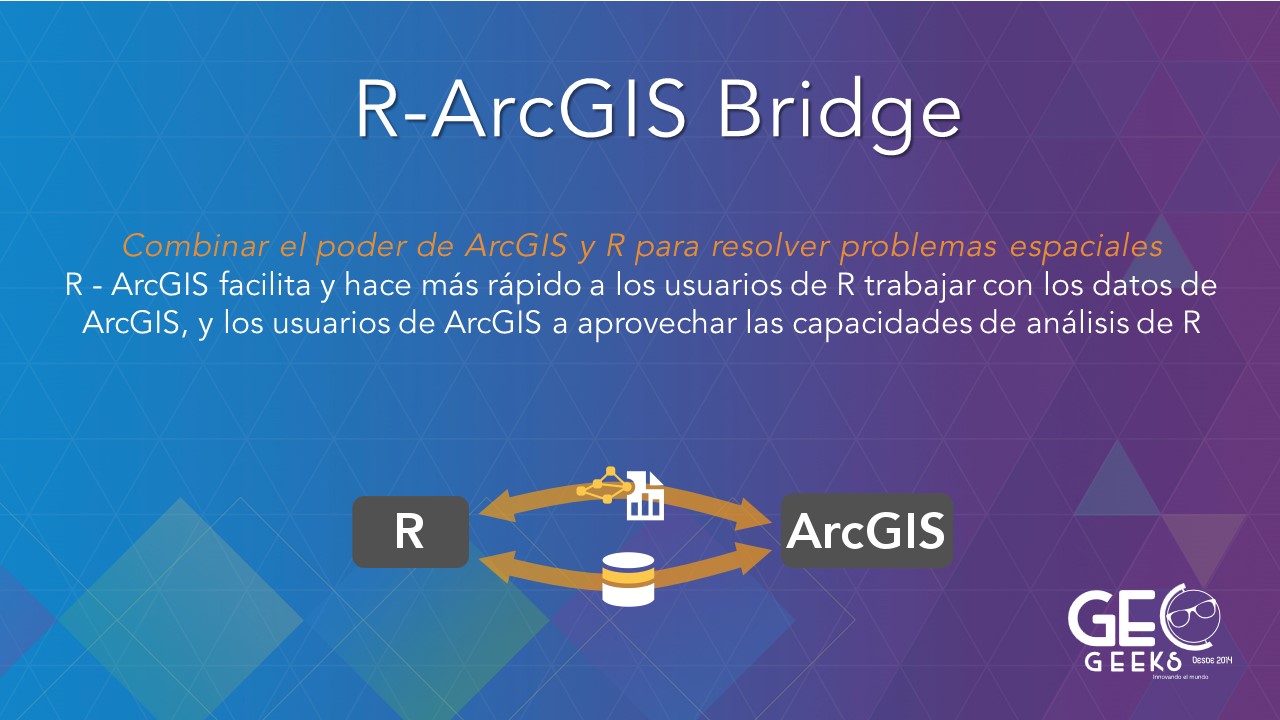 R-ArcGIS Bridge
Combinar el poder de ArcGIS y R para resolver problemas espaciales
R - ArcGIS facilita y hace más rápido a los usuarios de R trabajar con los datos de
ArcGIS, y los usuarios de ArcGIS a aprovechar las capacidades de análisis de R
R
ArcGIS
GEO
GEEKS Desde 2014
Innovando el mundo